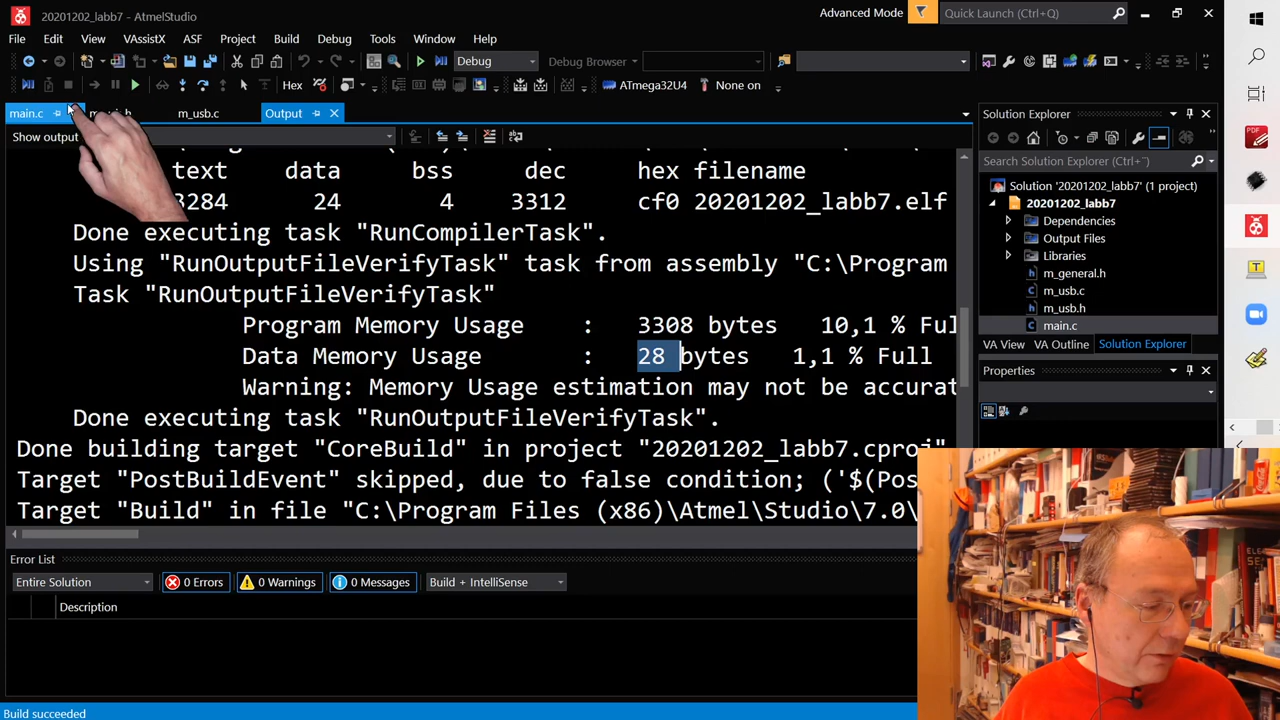 20201202_labb7 - AtmelStudio
Advanced Mode
Quick Launch (Ctrl+Q)
File Edit View VAssistX ASF Project Build Debug Tools Window Help
Debug
Debug Browser
Hex
ATmega32U4
None on
main.c
m_usb.c
Output
Show output
text data bss dec hex filename
3284 24 4 3312 cf0 20201202_labb7.elf
Done executing task "RunCompilerTask".
Using "RunOutputFileVerifyTask" task from assembly "C:\Program
Task "RunOutputFileVerifyTask"
Program Memory Usage : 3308 bytes 10,1 % Ful
Data Memory Usage : 28 bytes 1,1 % Full
Warning: Memory Usage estimation may not be accurat
Done executing task "RunOutputFileVerifyTask".
Done building target "CoreBuild" in project "20201202_labb7.cproj"
Target "PostBuildEvent" skipped, due to false condition; ('$(Pos
Target "Build" in file "C:\Program Files (x86)\Atmel\Studio\7.0\
Error List
Entire Solution
0 Errors
0 Warnings
0 Messages
Build + IntelliSense
Description
Build succeeded
Solution Explorer
Search Solution Explorer (Ctrl+¨)
Solution '20201202_labb7' (1 project)
20201202_labb7
Dependencies
Output Files
Libraries
m_general.h
m_usb.c
m_usb.h
main.c
VA View VA Outline Solution Explorer
Properties